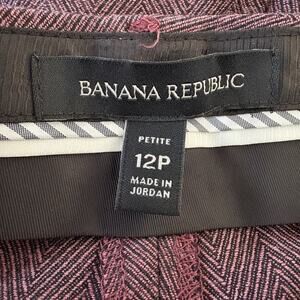 BANANA REPUBLIC
PETITE
12P
MADE IN
JORDAN